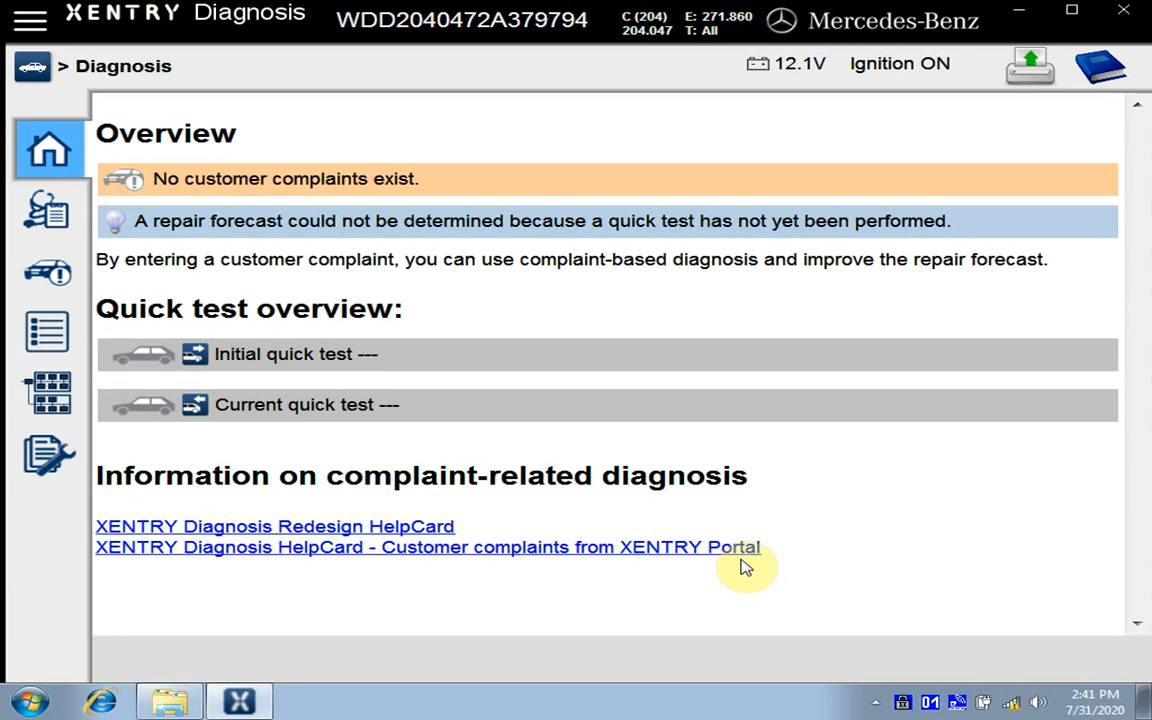 XENTRY Diagnosis
WDD2040472A379794
C (204) E: 271.860
204.047 T: All
Mercedes-Benz
> Diagnosis
12.1V
Ignition ON
Overview
No customer complaints exist.
A repair forecast could not be determined because a quick test has not yet been performed.
By entering a customer complaint, you can use complaint-based diagnosis and improve the repair forecast.
Quick test overview:
Initial quick test ---
Current quick test ---
Information on complaint-related diagnosis
XENTRY Diagnosis Redesign HelpCard
XENTRY Diagnosis HelpCard - Customer complaints from XENTRY Portal
01
2:41 PM
7/31/2020